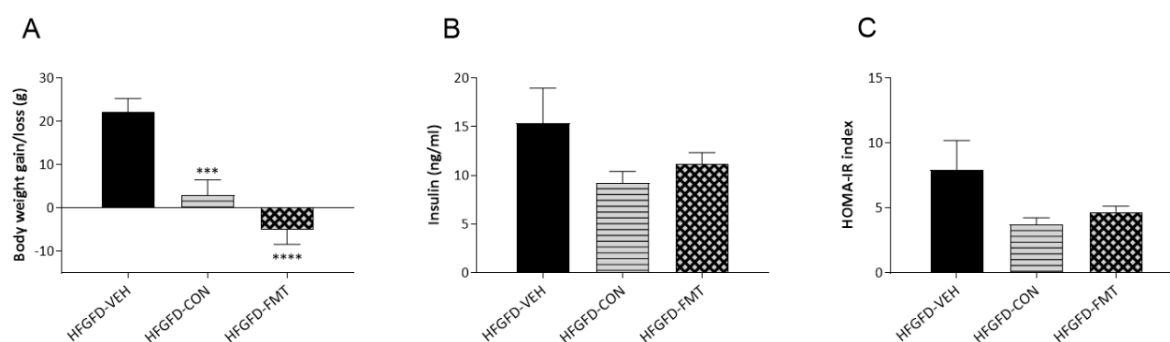 A
Body weight gain/loss (g)
30
20
10
0
-10
***
****
HFGFD-VEH
HFGFD-CON
HFGFD-FMT
B
Insulin (ng/ml)
20
15
10
5
0
HFGFD-VEH
HFGFD-CON
HFGFD-FMT
C
HOMA-IR index
15
10
5
0
HFGFD-VEH
HFGFD-CON
HFGFD-FMT